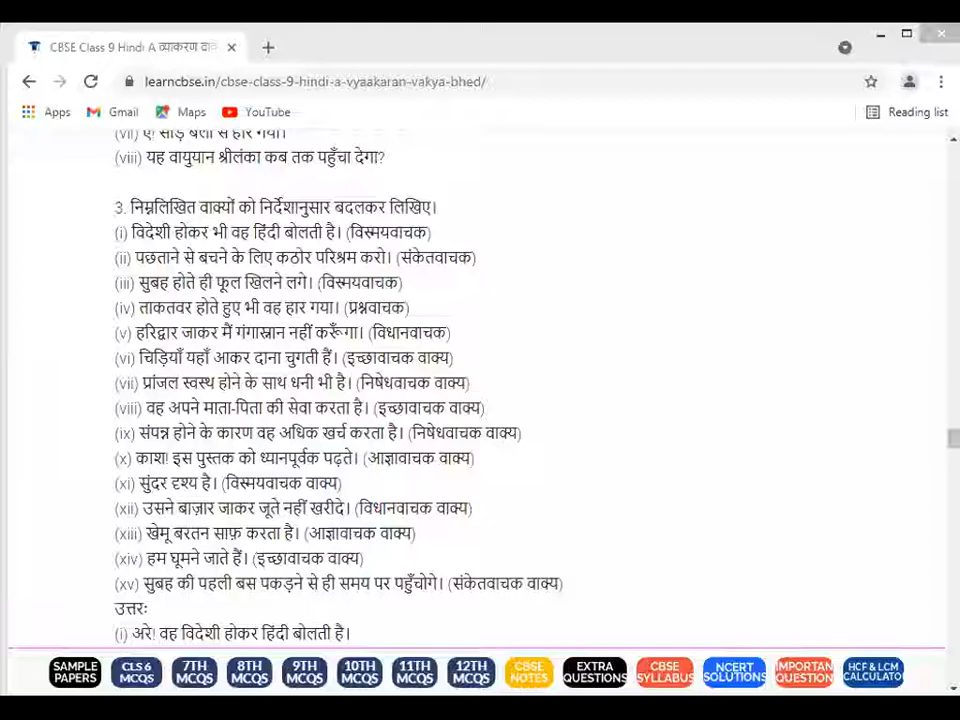 CBSE Class 9 Hindi A व्याकरण वा
learncbse.in/cbse-class-9-hindi-a-vyaakaran-vakya-bhed/
Apps Gmail Maps YouTube Reading list
(viii) यह वायुयान श्रीलंका कब तक पहुँचा देगा?
3. निम्नलिखित वाक्यों को निर्देशानुसार बदलकर लिखिए।
(i) विदेशी होकर भी वह हिंदी बोलती है। (विस्मयवाचक)
(ii) पछताने से बचने के लिए कठोर परिश्रम करो। (संकेतवाचक)
(iii) सुबह होते ही फूल खिलने लगे। (विस्मयवाचक)
(iv) ताकतवर होते हुए भी वह हार गया। (प्रश्नवाचक)
(v) हरिद्वार जाकर मैं गंगास्नान नहीं करूँगा। (विधानवाचक)
(vi) चिड़ियाँ यहाँ आकर दाना चुगती हैं। (इच्छावाचक वाक्य)
(vii) प्रांजल स्वस्थ होने के साथ धनी भी है। (निषेधवाचक वाक्य)
(viii) वह अपने माता-पिता की सेवा करता है। (इच्छावाचक वाक्य)
(ix) संपन्न होने के कारण वह अधिक खर्च करता है। (निषेधवाचक वाक्य)
(x) काश! इस पुस्तक को ध्यानपूर्वक पढ़ते। (आज्ञावाचक वाक्य)
(xi) सुंदर दृश्य है। (विस्मयवाचक वाक्य)
(xii) उसने बाज़ार जाकर जूते नहीं खरीदे। (विधानवाचक वाक्य)
(xiii) खेमू बरतन साफ़ करता है। (आज्ञावाचक वाक्य)
(xiv) हम घूमने जाते हैं। (इच्छावाचक वाक्य)
(xv) सुबह की पहली बस पकड़ने से ही समय पर पहुँचोगे। (संकेतवाचक वाक्य)
उत्तरः
(i) अरे! वह विदेशी होकर हिंदी बोलती है।
SAMPLE PAPERS
CLS 6 MCQS
7TH MCQS
8TH MCQS
9TH MCQS
10TH MCQS
11TH MCQS
12TH MCQS
CBSE NOTES
EXTRA QUESTIONS
CBSE SYLLABUS
NCERT SOLUTIONS
IMPORTAN QUESTION
HCF & LCM CALCULATO